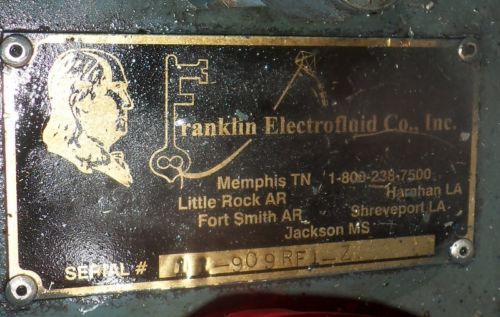 Franklin Electrofluid Co., Inc.
Memphis TN 1-800-238-7500
Little Rock AR Harahan LA
Fort Smith AR Shreveport LA
Jackson MS
SERIAL #